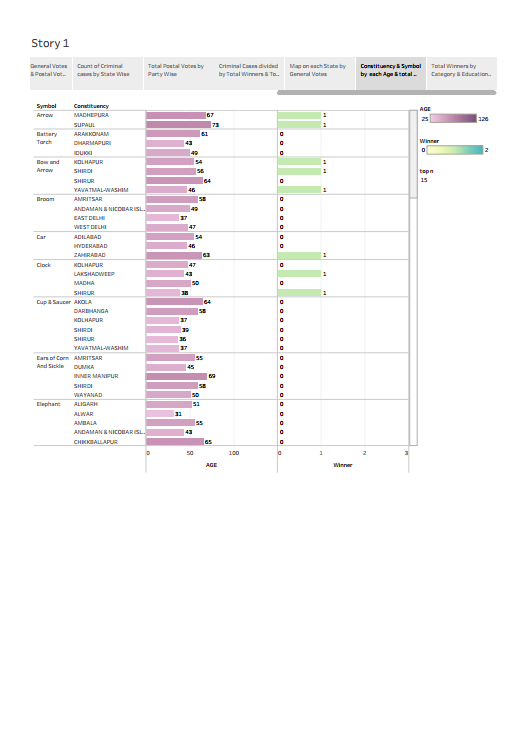 Story 1
General Votes & Postal Vot...
Count of Criminal cases by State Wise
Total Postal Votes by Party Wise
Criminal Cases divided by Total Winners & To..
Map on each State by General Votes
Constituency & Symbol by each Age & total ..
Total Winners by Category & Education..
Symbol Constituency
Arrow MADHEPURA 67 1
SUPAUL 73 1
Battery Torch ARAKKONAM 61 0
DHARMAPURI 43 0
IDUKKI 49 0
Bow and Arrow KOLHAPUR 54 1
SHIRDI 56 1
SHIRUR 64 0
YAVATMAL-WASHIM 46 1
Broom AMRITSAR 58 0
ANDAMAN & NICOBAR ISL.. 49 0
EAST DELHI 37 0
WEST DELHI 47 0
Car ADILABAD 54 0
HYDERABAD 46 0
ZAHIRABAD 63 1
Clock KOLHAPUR 47 0
LAKSHADWEEP 43 1
MADHA 50 0
SHIRUR 38 1
Cup & Saucer AKOLA 64 0
DARBHANGA 58 0
KOLHAPUR 37 0
SHIRDI 39 0
SHIRUR 36 0
YAVATMAL-WASHIM 37 0
Ears of Corn And Sickle AMRITSAR 55 0
DUMKA 45 0
INNER MANIPUR 69 0
SHIRDI 58 0
WAYANAD 50 0
Elephant ALIGARH 51 0
ALWAR 31 0
AMBALA 55 0
ANDAMAN & NICOBAR ISL.. 43 0
CHIKKBALLAPUR 65 0
0 50 100 0 1 2 3
AGE Winner
AGE
25 126
Winner
0 2
top n
15